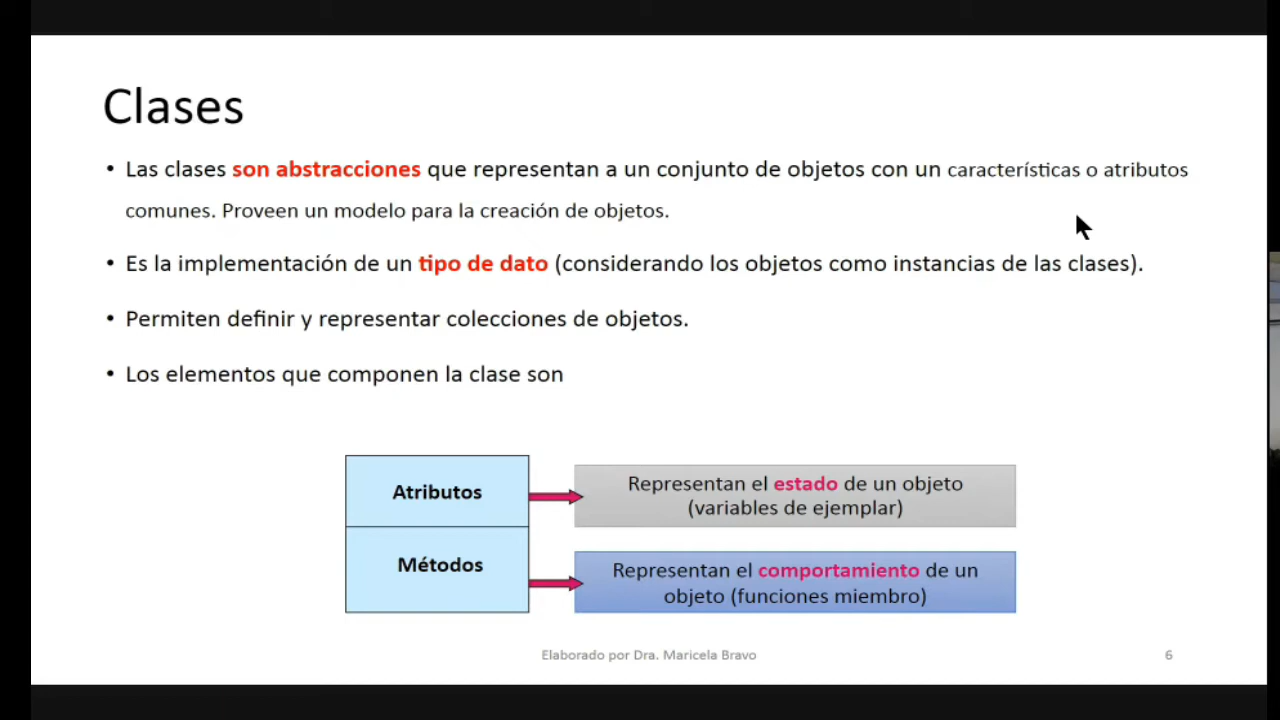 Clases
• Las clases son abstracciones que representan a un conjunto de objetos con un características o atributos
comunes. Proveen un modelo para la creación de objetos.
• Es la implementación de un tipo de dato (considerando los objetos como instancias de las clases).
• Permiten definir y representar colecciones de objetos.
• Los elementos que componen la clase son
Atributos
Representan el estado de un objeto
(variables de ejemplar)
Métodos
Representan el comportamiento de un
objeto (funciones miembro)
Elaborado por Dra. Maricela Bravo
6